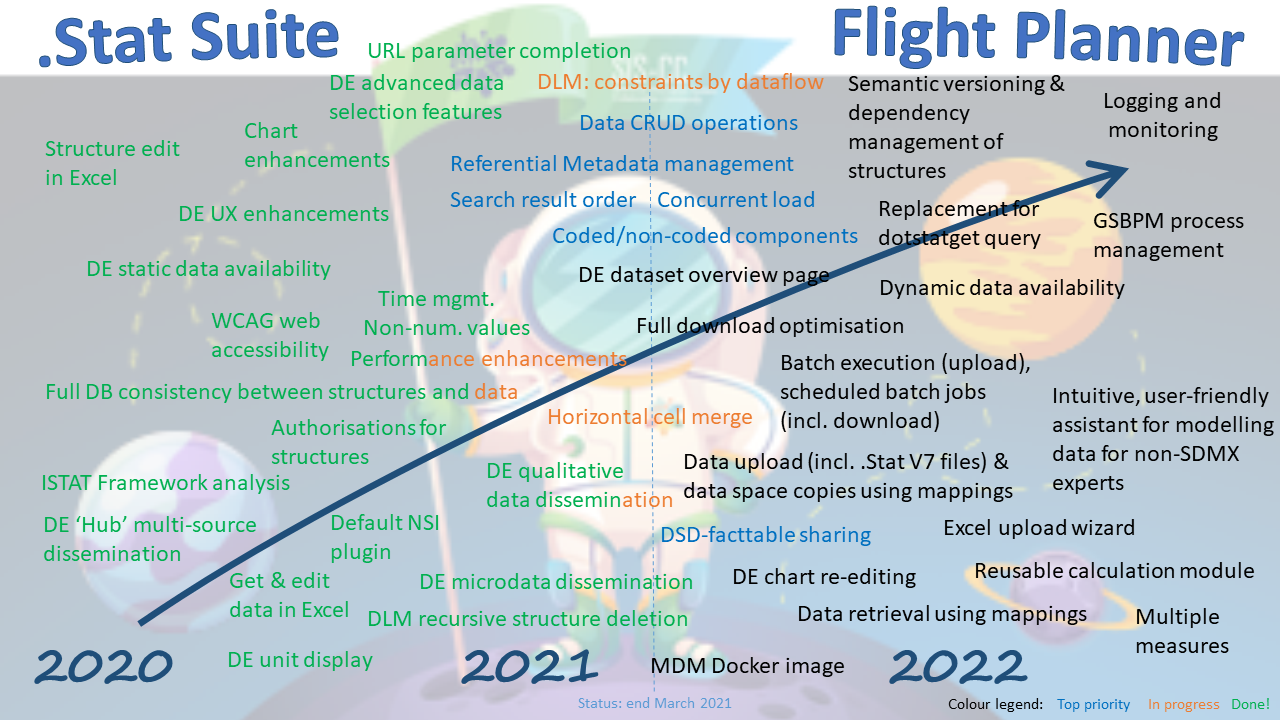 .Stat Suite
Flight Planner
URL parameter completion
DE advanced data
selection features
DLM: constraints by dataflow
Semantic versioning &
dependency
management of
structures
Logging and
monitoring
Chart
enhancements
Data CRUD operations
Structure edit
in Excel
Referential Metadata management
Search result order
Concurrent load
DE UX enhancements
Coded/non-coded components
Replacement for
dotstatget query
GSBPM process
management
DE static data availability
DE dataset overview page
Dynamic data availability
Time mgmt.
Non-num. values
WCAG web
accessibility
Full download optimisation
Performance enhancements
Batch execution (upload),
scheduled batch jobs
(incl. download)
Full DB consistency between structures and data
Intuitive, user-friendly
assistant for modelling
data for non-SDMX
experts
Horizontal cell merge
Authorisations for
structures
DE qualitative
data dissemination
Data upload (incl. .Stat V7 files) &
data space copies using mappings
ISTAT Framework analysis
DE ‘Hub’ multi-source
dissemination
Default NSI
plugin
DSD-facttable sharing
Excel upload wizard
Get & edit
data in Excel
DE microdata dissemination
DE chart re-editing
Reusable calculation module
DLM recursive structure deletion
Data retrieval using mappings
Multiple
measures
DE unit display
MDM Docker image
2020
2021
2022
Status: end March 2021
Colour legend: Top priority In progress Done!